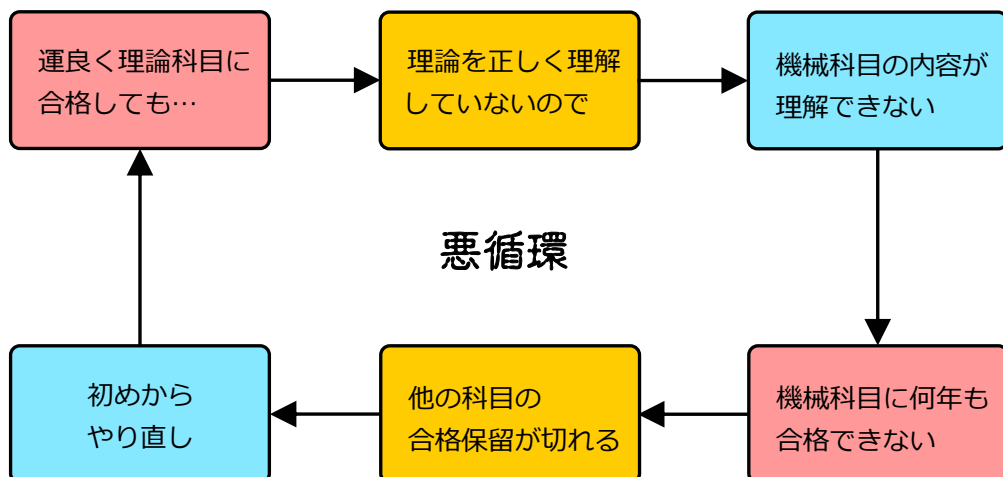 運良く理論科目に
合格しても…
理論を正しく理解
していないので
機械科目の内容が
理解できない
悪循環
初めから
やり直し
他の科目の
合格保留が切れる
機械科目に何年も
合格できない